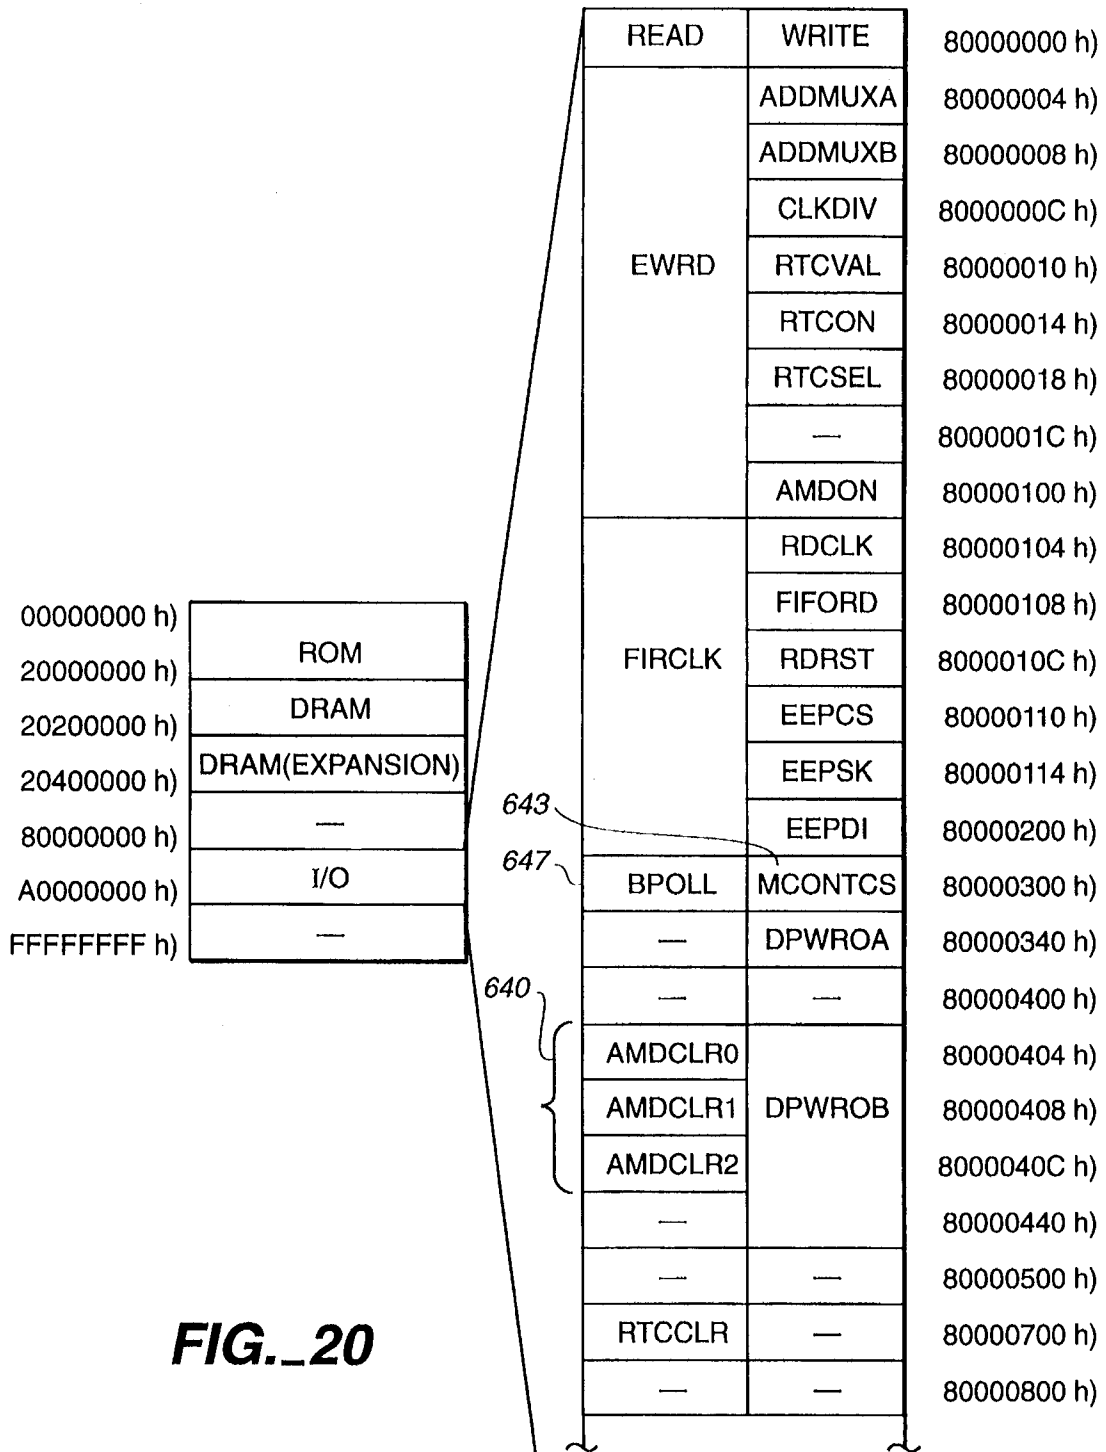 READ WRITE 80000000 h)
ADDMUXA 80000004 h)
ADDMUXB 80000008 h)
CLKDIV 8000000C h)
EWRD RTCVAL 80000010 h)
RTCON 80000014 h)
RTCSEL 80000018 h)
— 8000001C h)
AMDON 80000100 h)
RDCLK 80000104 h)
FIFORD 80000108 h)
FIRCLK RDRST 8000010C h)
EEPCS 80000110 h)
EEPSK 80000114 h)
EEPDI 80000200 h)
643
647 BPOLL MCONTCS 80000300 h)
— DPWROA 80000340 h)
— — 80000400 h)
640
AMDCLR0 80000404 h)
AMDCLR1 DPWROB 80000408 h)
AMDCLR2 8000040C h)
— 80000440 h)
— — 80000500 h)
RTCCLR — 80000700 h)
— — 80000800 h)
00000000 h)
ROM
20000000 h)
DRAM
20200000 h)
DRAM(EXPANSION)
20400000 h)
—
80000000 h)
I/O
A0000000 h)
—
FFFFFFFF h)
FIG._20